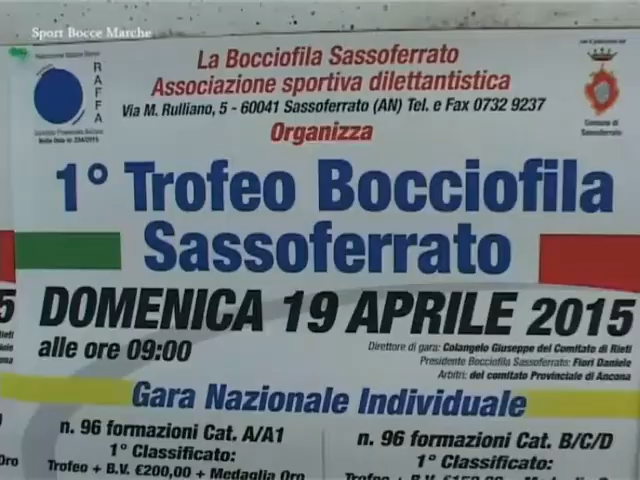 Sport Bocce Marche
RAFFA
La Bocciofila Sassoferrato
Associazione sportiva dilettantistica
Via M. Rulliano, 5 - 60041 Sassoferrato (AN) Tel. e Fax 0732 9237
Organizza
Comune di
Sassoferrato
1° Trofeo Bocciofila
Sassoferrato
DOMENICA 19 APRILE 2015
alle ore 09:00
Direttore di gara: Colangelo Giuseppe del Comitato di Rieti
Presidente Bocciofila Sassoferrato: Fiori Daniele
Arbitri: del comitato Provinciale di Ancona
Gara Nazionale Individuale
n. 96 formazioni Cat. A/A1
1° Classificato:
Trofeo + B.V. €200,00 + Medaglia Oro
n. 96 formazioni Cat. B/C/D
1° Classificato: